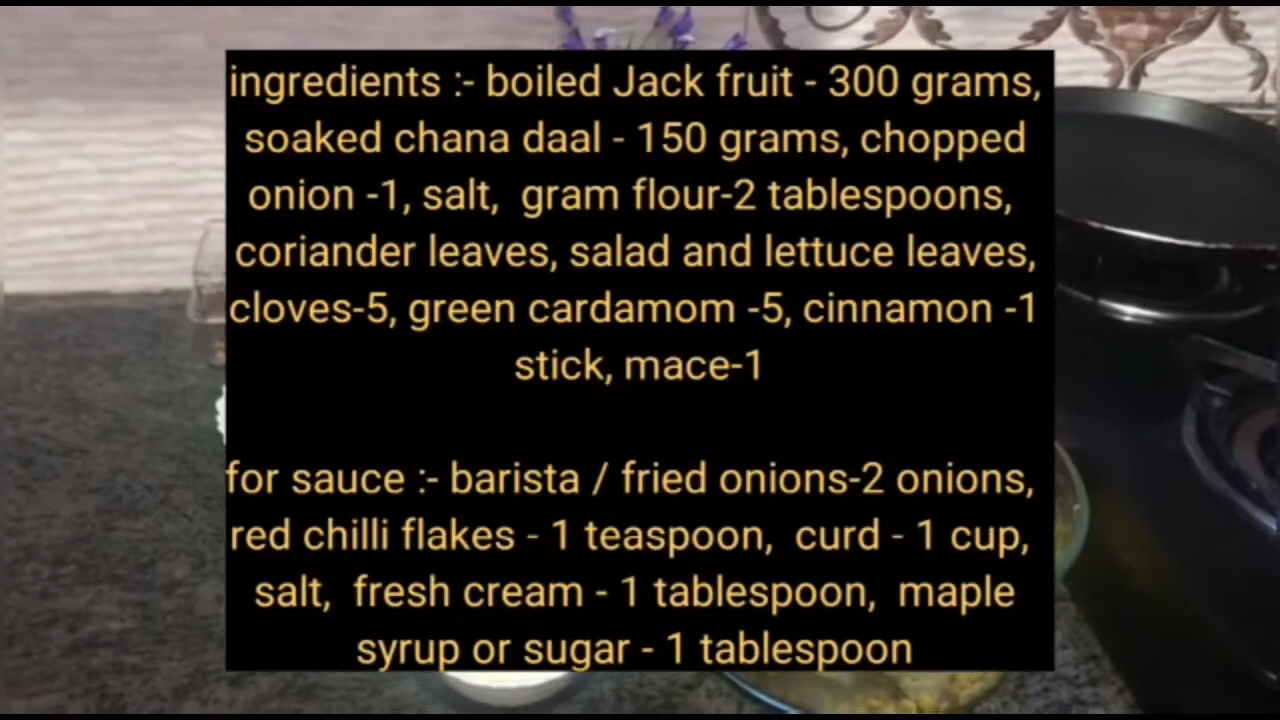 ingredients :- boiled Jack fruit - 300 grams,
soaked chana daal - 150 grams, chopped
onion -1, salt,  gram flour-2 tablespoons,
coriander leaves, salad and lettuce leaves,
cloves-5, green cardamom -5, cinnamon -1
stick, mace-1
for sauce :- barista / fried onions-2 onions,
red chilli flakes - 1 teaspoon,  curd - 1 cup,
salt,  fresh cream - 1 tablespoon,  maple
syrup or sugar - 1 tablespoon